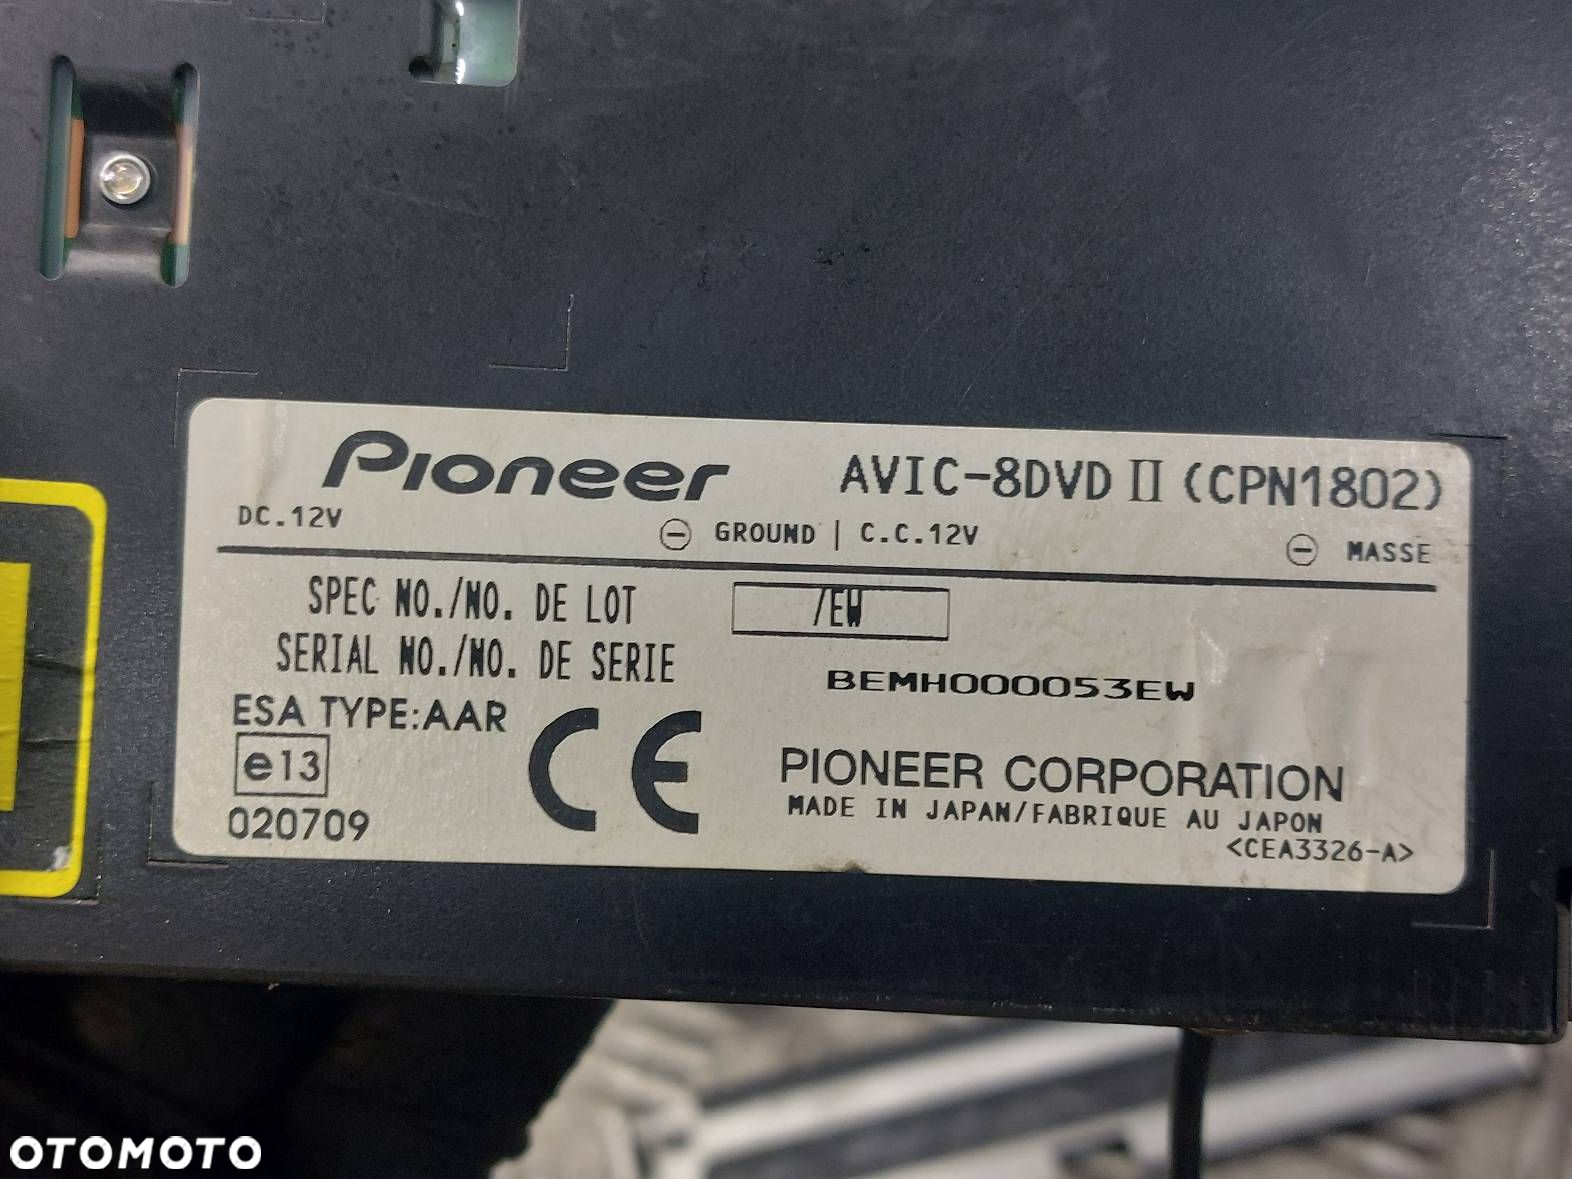 Pioneer AVIC-8DVD II (CPN1802)
DC.12V ⊖ GROUND | C.C.12V ⊖ MASSE
SPEC NO./NO. DE LOT /EW
SERIAL NO./NO. DE SERIE BEMH000053EW
ESA TYPE:AAR
e13
020709
CE
PIONEER CORPORATION
MADE IN JAPAN/FABRIQUE AU JAPON
<CEA3326-A>
OTOMOTO